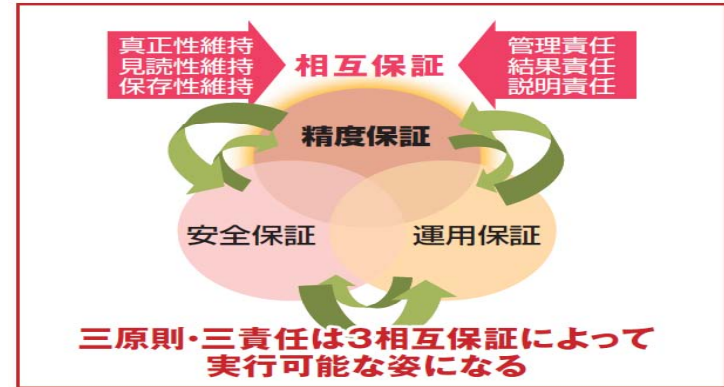 真正性維持
見読性維持
保存性維持
相互保証
管理責任
結果責任
説明責任
精度保証
安全保証
運用保証
三原則・三責任は3相互保証によって
実行可能な姿になる